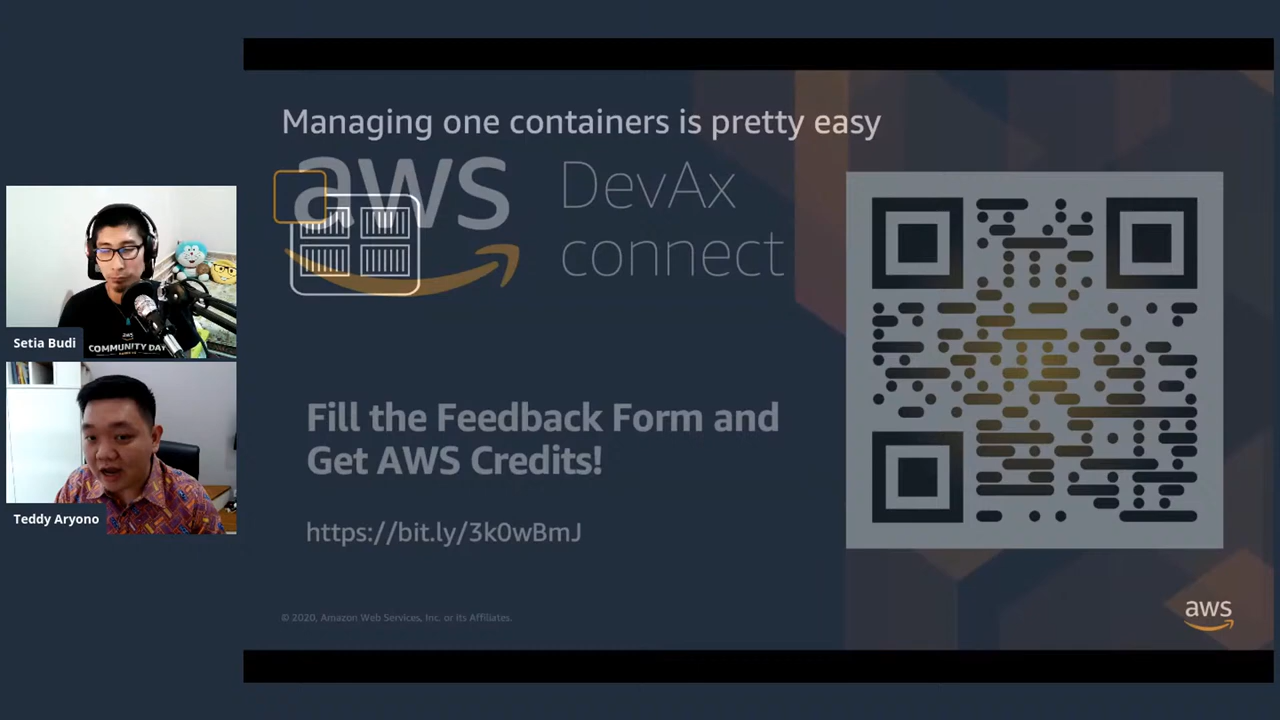 Managing one containers is pretty easy
aws
DevAx
connect
Fill the Feedback Form and
Get AWS Credits!
https://bit.ly/3k0wBmJ
© 2020, Amazon Web Services, Inc. or its Affiliates.
aws
aws
COMMUNITY DAY
Setia Budi
Teddy Aryono